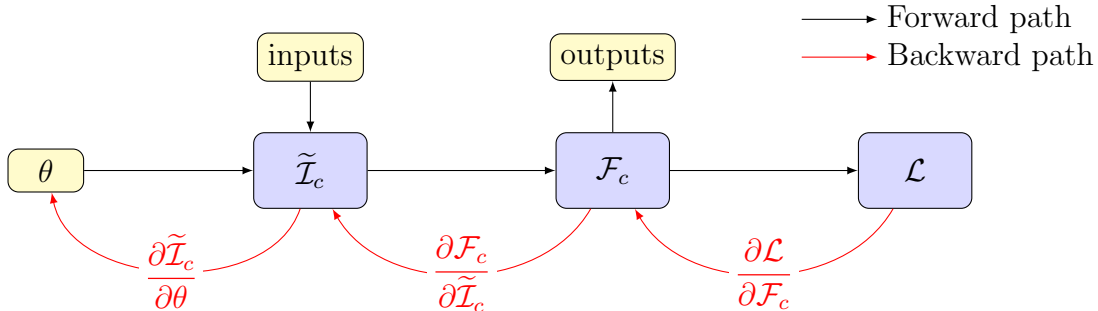 Forward path
inputs outputs Backward path
θ Ĩ_c F_c L
∂Ĩ_c/∂θ ∂F_c/∂Ĩ_c ∂L/∂F_c